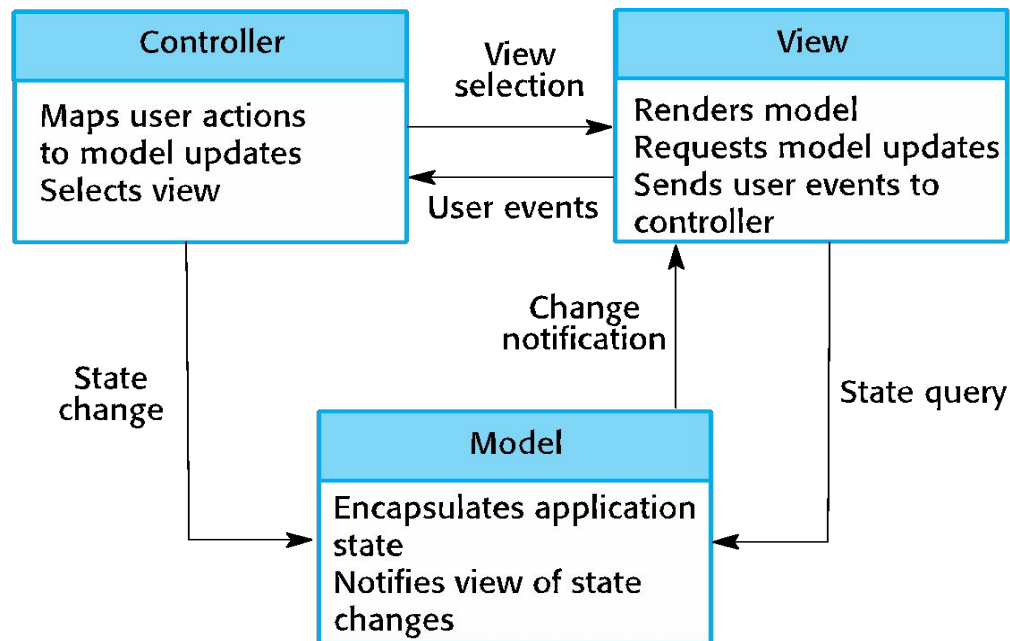 Controller
Maps user actions
to model updates
Selects view
View
selection
User events
View
Renders model
Requests model updates
Sends user events to
controller
State
change
Change
notification
State query
Model
Encapsulates application
state
Notifies view of state
changes